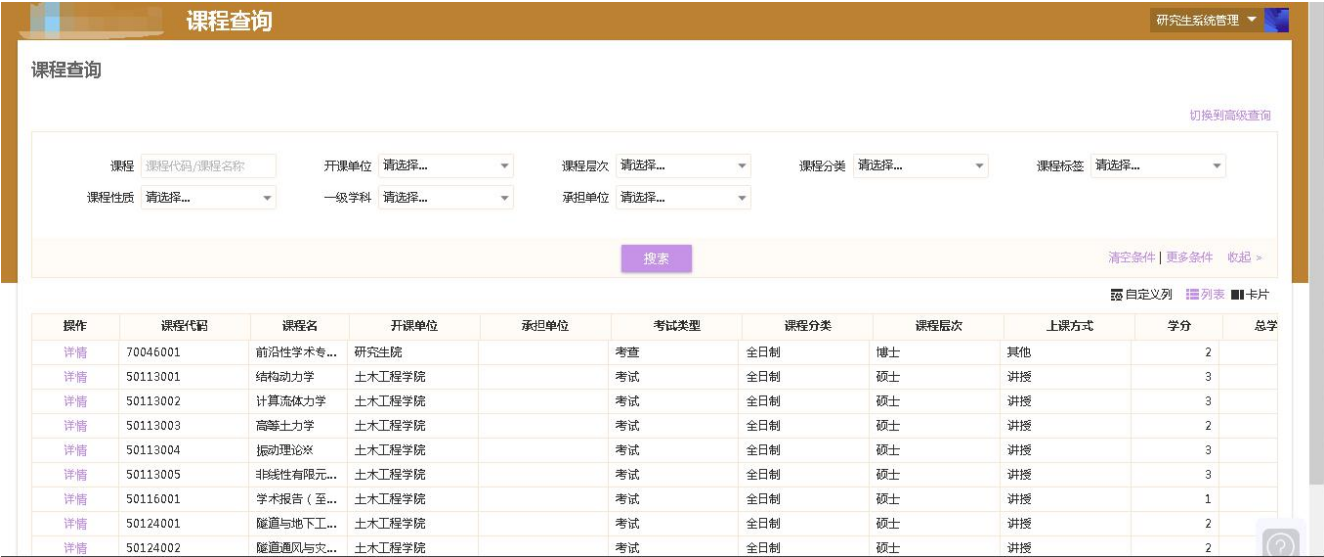 课程查询
研究生系统管理
课程查询
切换到高级查询
课程 课程代码/课程名称 开课单位 请选择... 课程层次 请选择... 课程分类 请选择... 课程标签 请选择...
课程性质 请选择... 一级学科 请选择... 承担单位 请选择...
搜索
清空条件 | 更多条件 收起
自定义列 列表 卡片
操作 课程代码 课程名 开课单位 承担单位 考试类型 课程分类 课程层次 上课方式 学分 总学
详情 70046001 前沿性学术专... 研究生院 考查 全日制 博士 其他 2
详情 50113001 结构动力学 土木工程学院 考试 全日制 硕士 讲授 3
详情 50113002 计算流体力学 土木工程学院 考试 全日制 硕士 讲授 3
详情 50113003 高等土力学 土木工程学院 考试 全日制 硕士 讲授 2
详情 50113004 振动理论※ 土木工程学院 考试 全日制 硕士 讲授 3
详情 50113005 非线性有限元... 土木工程学院 考试 全日制 硕士 讲授 3
详情 50116001 学术报告（至... 土木工程学院 考试 全日制 硕士 讲授 1
详情 50124001 隧道与地下工... 土木工程学院 考试 全日制 硕士 讲授 2
详情 50124002 隧道通风与灾... 土木工程学院 考试 全日制 硕士 讲授 2